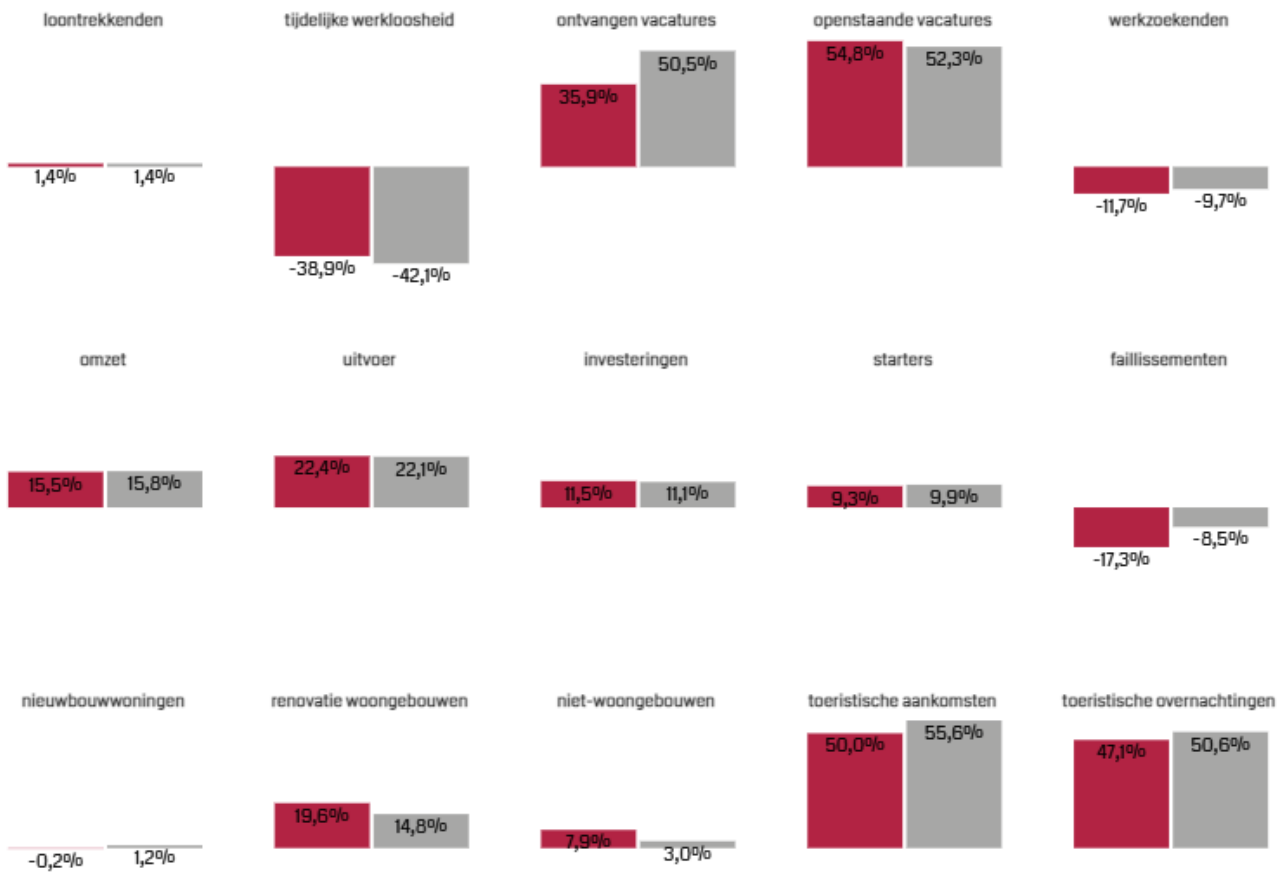 loontrekkenden
tijdelijke werkloosheid
ontvangen vacatures
openstaande vacatures
werkzoekenden
1,4%
1,4%
-38,9%
-42,1%
35,9%
50,5%
54,8%
52,3%
-11,7%
-9,7%
omzet
uitvoer
investeringen
starters
faillissementen
15,5%
15,8%
22,4%
22,1%
11,5%
11,1%
9,3%
9,9%
-17,3%
-8,5%
nieuwbouwwoningen
renovatie woongebouwen
niet-woongebouwen
toeristische aankomsten
toeristische overnachtingen
-0,2%
1,2%
19,6%
14,8%
7,9%
3,0%
50,0%
55,6%
47,1%
50,6%